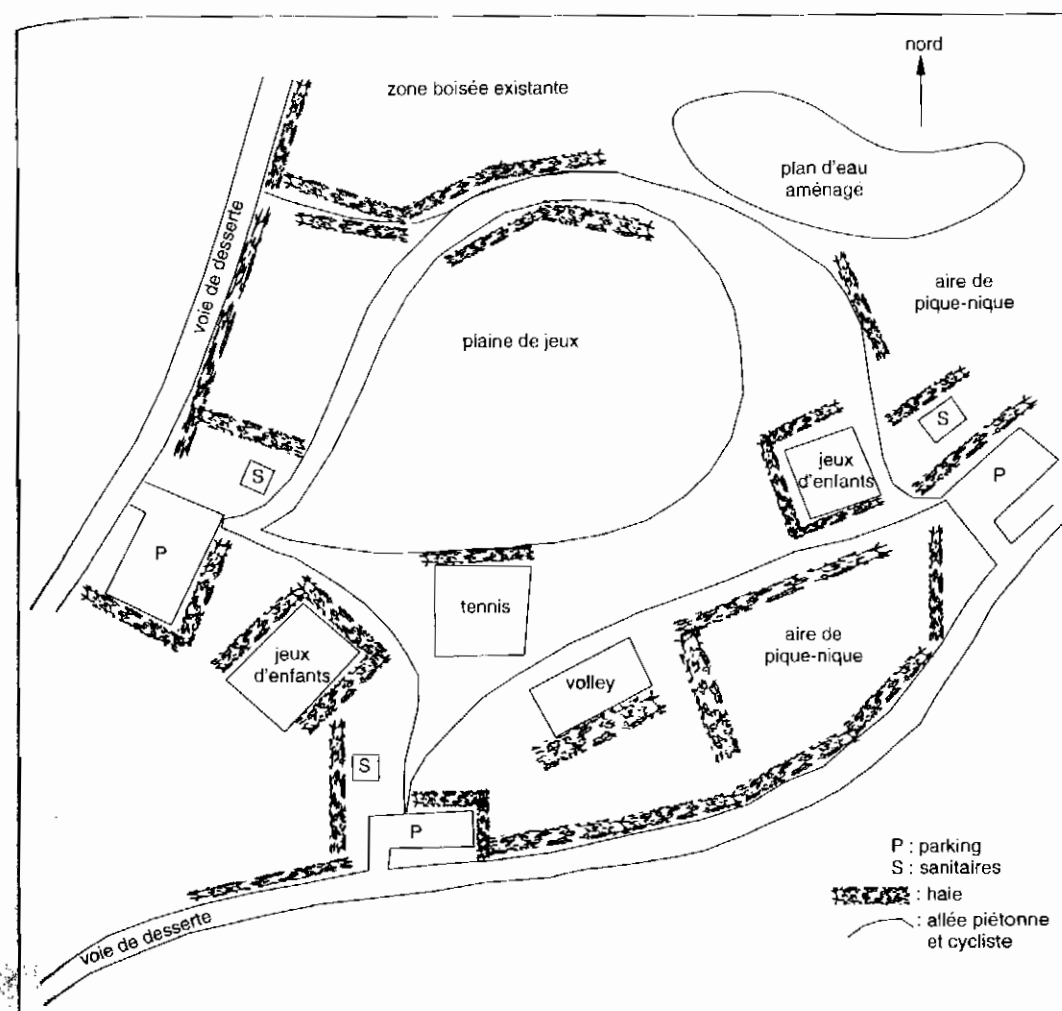 nord
zone boisée existante
plan d'eau
aménagé
voie de desserte
aire de
pique-nique
plaine de jeux
S
jeux
d'enfants
S
P
P
tennis
jeux
d'enfants
aire de
pique-nique
volley
S
P
P : parking
S : sanitaires
: haie
: allée piétonne
et cycliste
voie de desserte